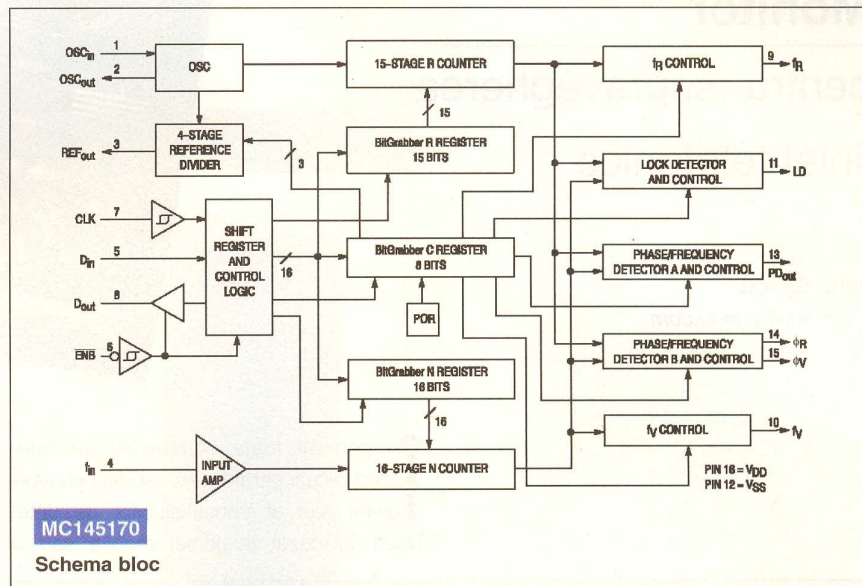 Monitor
pentru supravegherea
OSCin 1
OSCout 2
OSC
15-STAGE R COUNTER
fR CONTROL
9 fR
15
REFout 3
4-STAGE
REFERENCE
DIVIDER
3
BitGrabber R REGISTER
15 BITS
LOCK DETECTOR
AND CONTROL
11 LD
CLK 7
Din 5
Dout 8
ENB 6
SHIFT
REGISTER
AND
CONTROL
LOGIC
16
BitGrabber C REGISTER
8 BITS
POR
PHASE/FREQUENCY
DETECTOR A AND CONTROL
13
PDout
PHASE/FREQUENCY
DETECTOR B AND CONTROL
14 ϕR
15 ϕV
BitGrabber N REGISTER
16 BITS
16
fin 4
INPUT
AMP
16-STAGE N COUNTER
fV CONTROL
10 fV
PIN 16 = VDD
PIN 12 = VSS
MC145170
Schema bloc